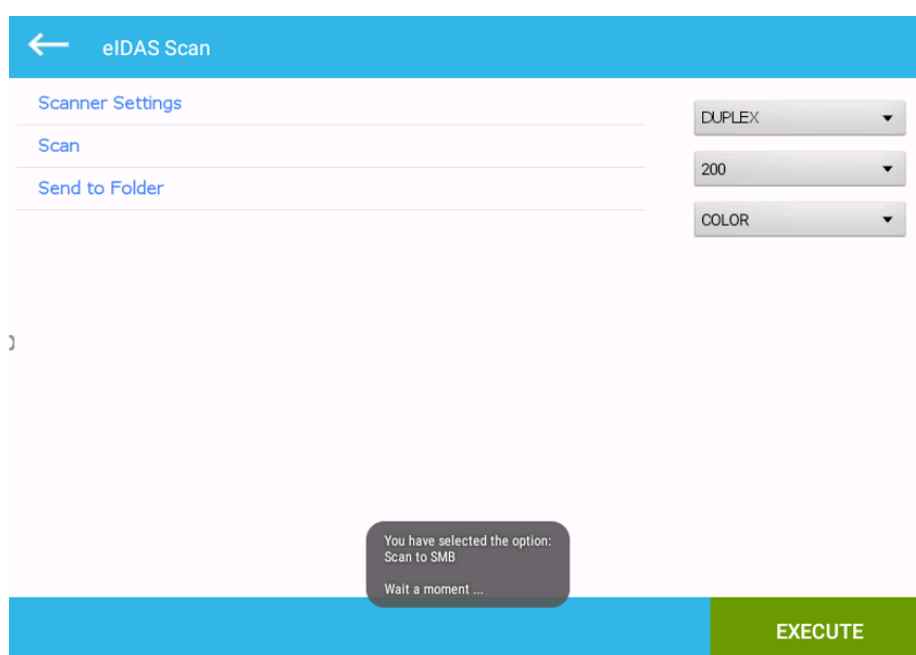 eIDAS Scan
Scanner Settings
Scan
Send to Folder
DUPLEX
200
COLOR
You have selected the option:
Scan to SMB
Wait a moment ...
EXECUTE